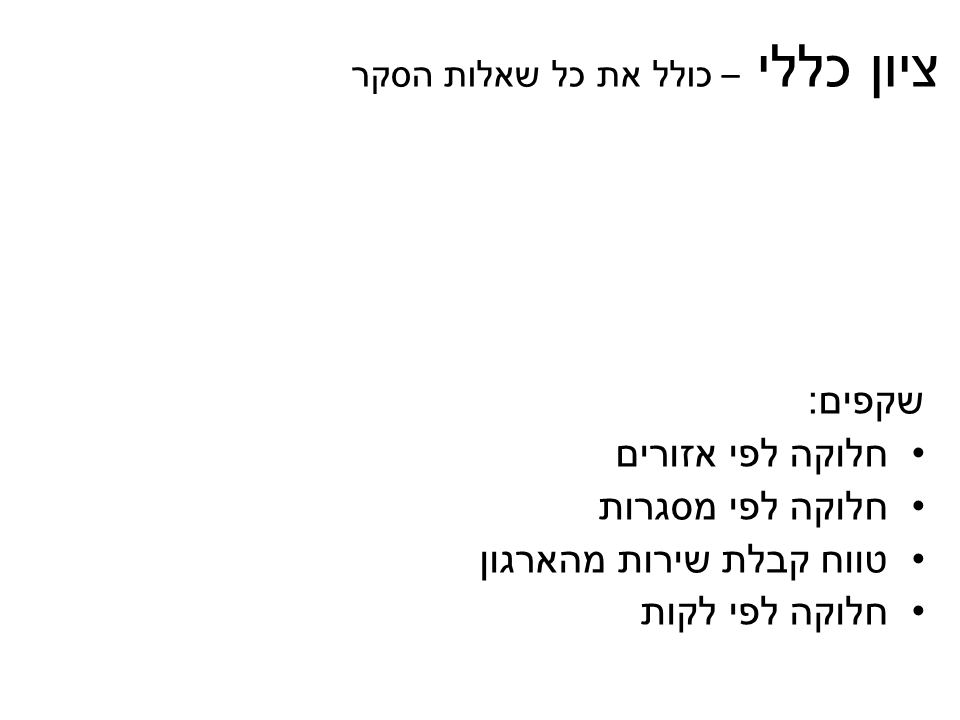 ציון כללי – כולל את כל שאלות הסקר
שקפים:
• חלוקה לפי אזורים
• חלוקה לפי מסגרות
• טווח קבלת שירות מהארגון
• חלוקה לפי לקות